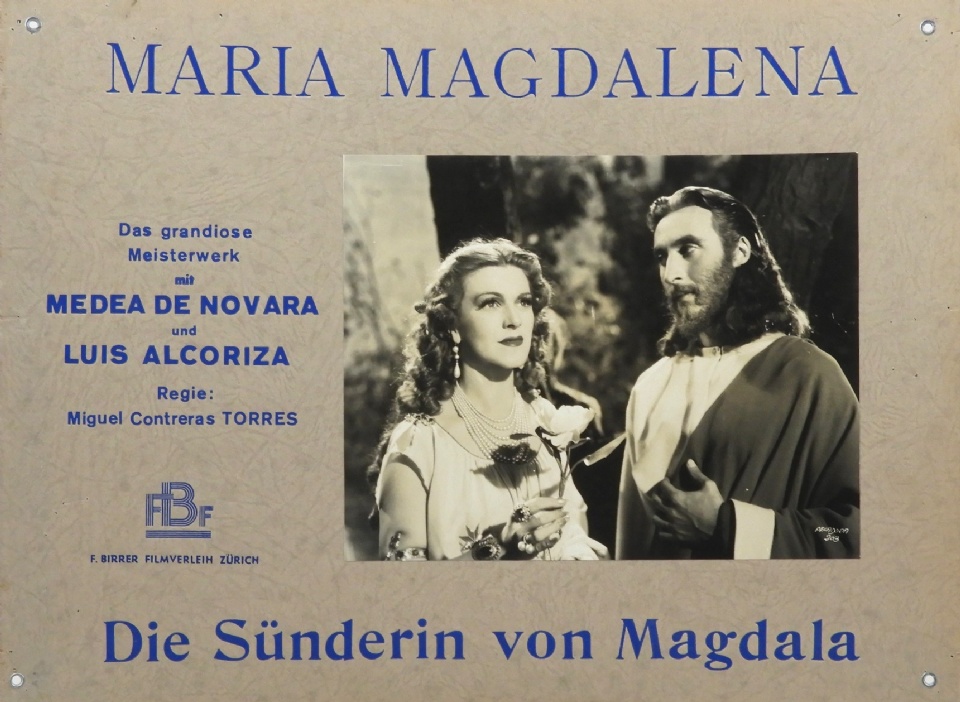 MARIA MAGDALENA
Das grandiose
Meisterwerk
mit
MEDEA DE NOVARA
und
LUIS ALCORIZA
Regie:
Miguel Contreras TORRES
FBF
F. BIRRER FILMVERLEIH ZÜRICH
Die Sünderin von Magdala